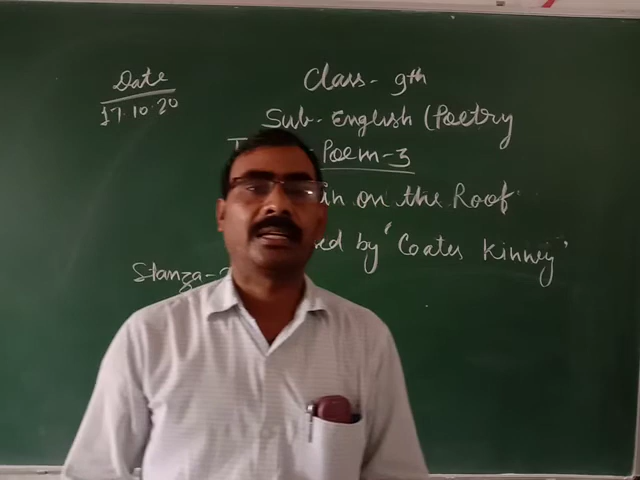 Date
17.10.20
Class- 9th
Sub- English (Poetry
Poem-3
on the Roof
by "Coates Kinney"
Stanza-